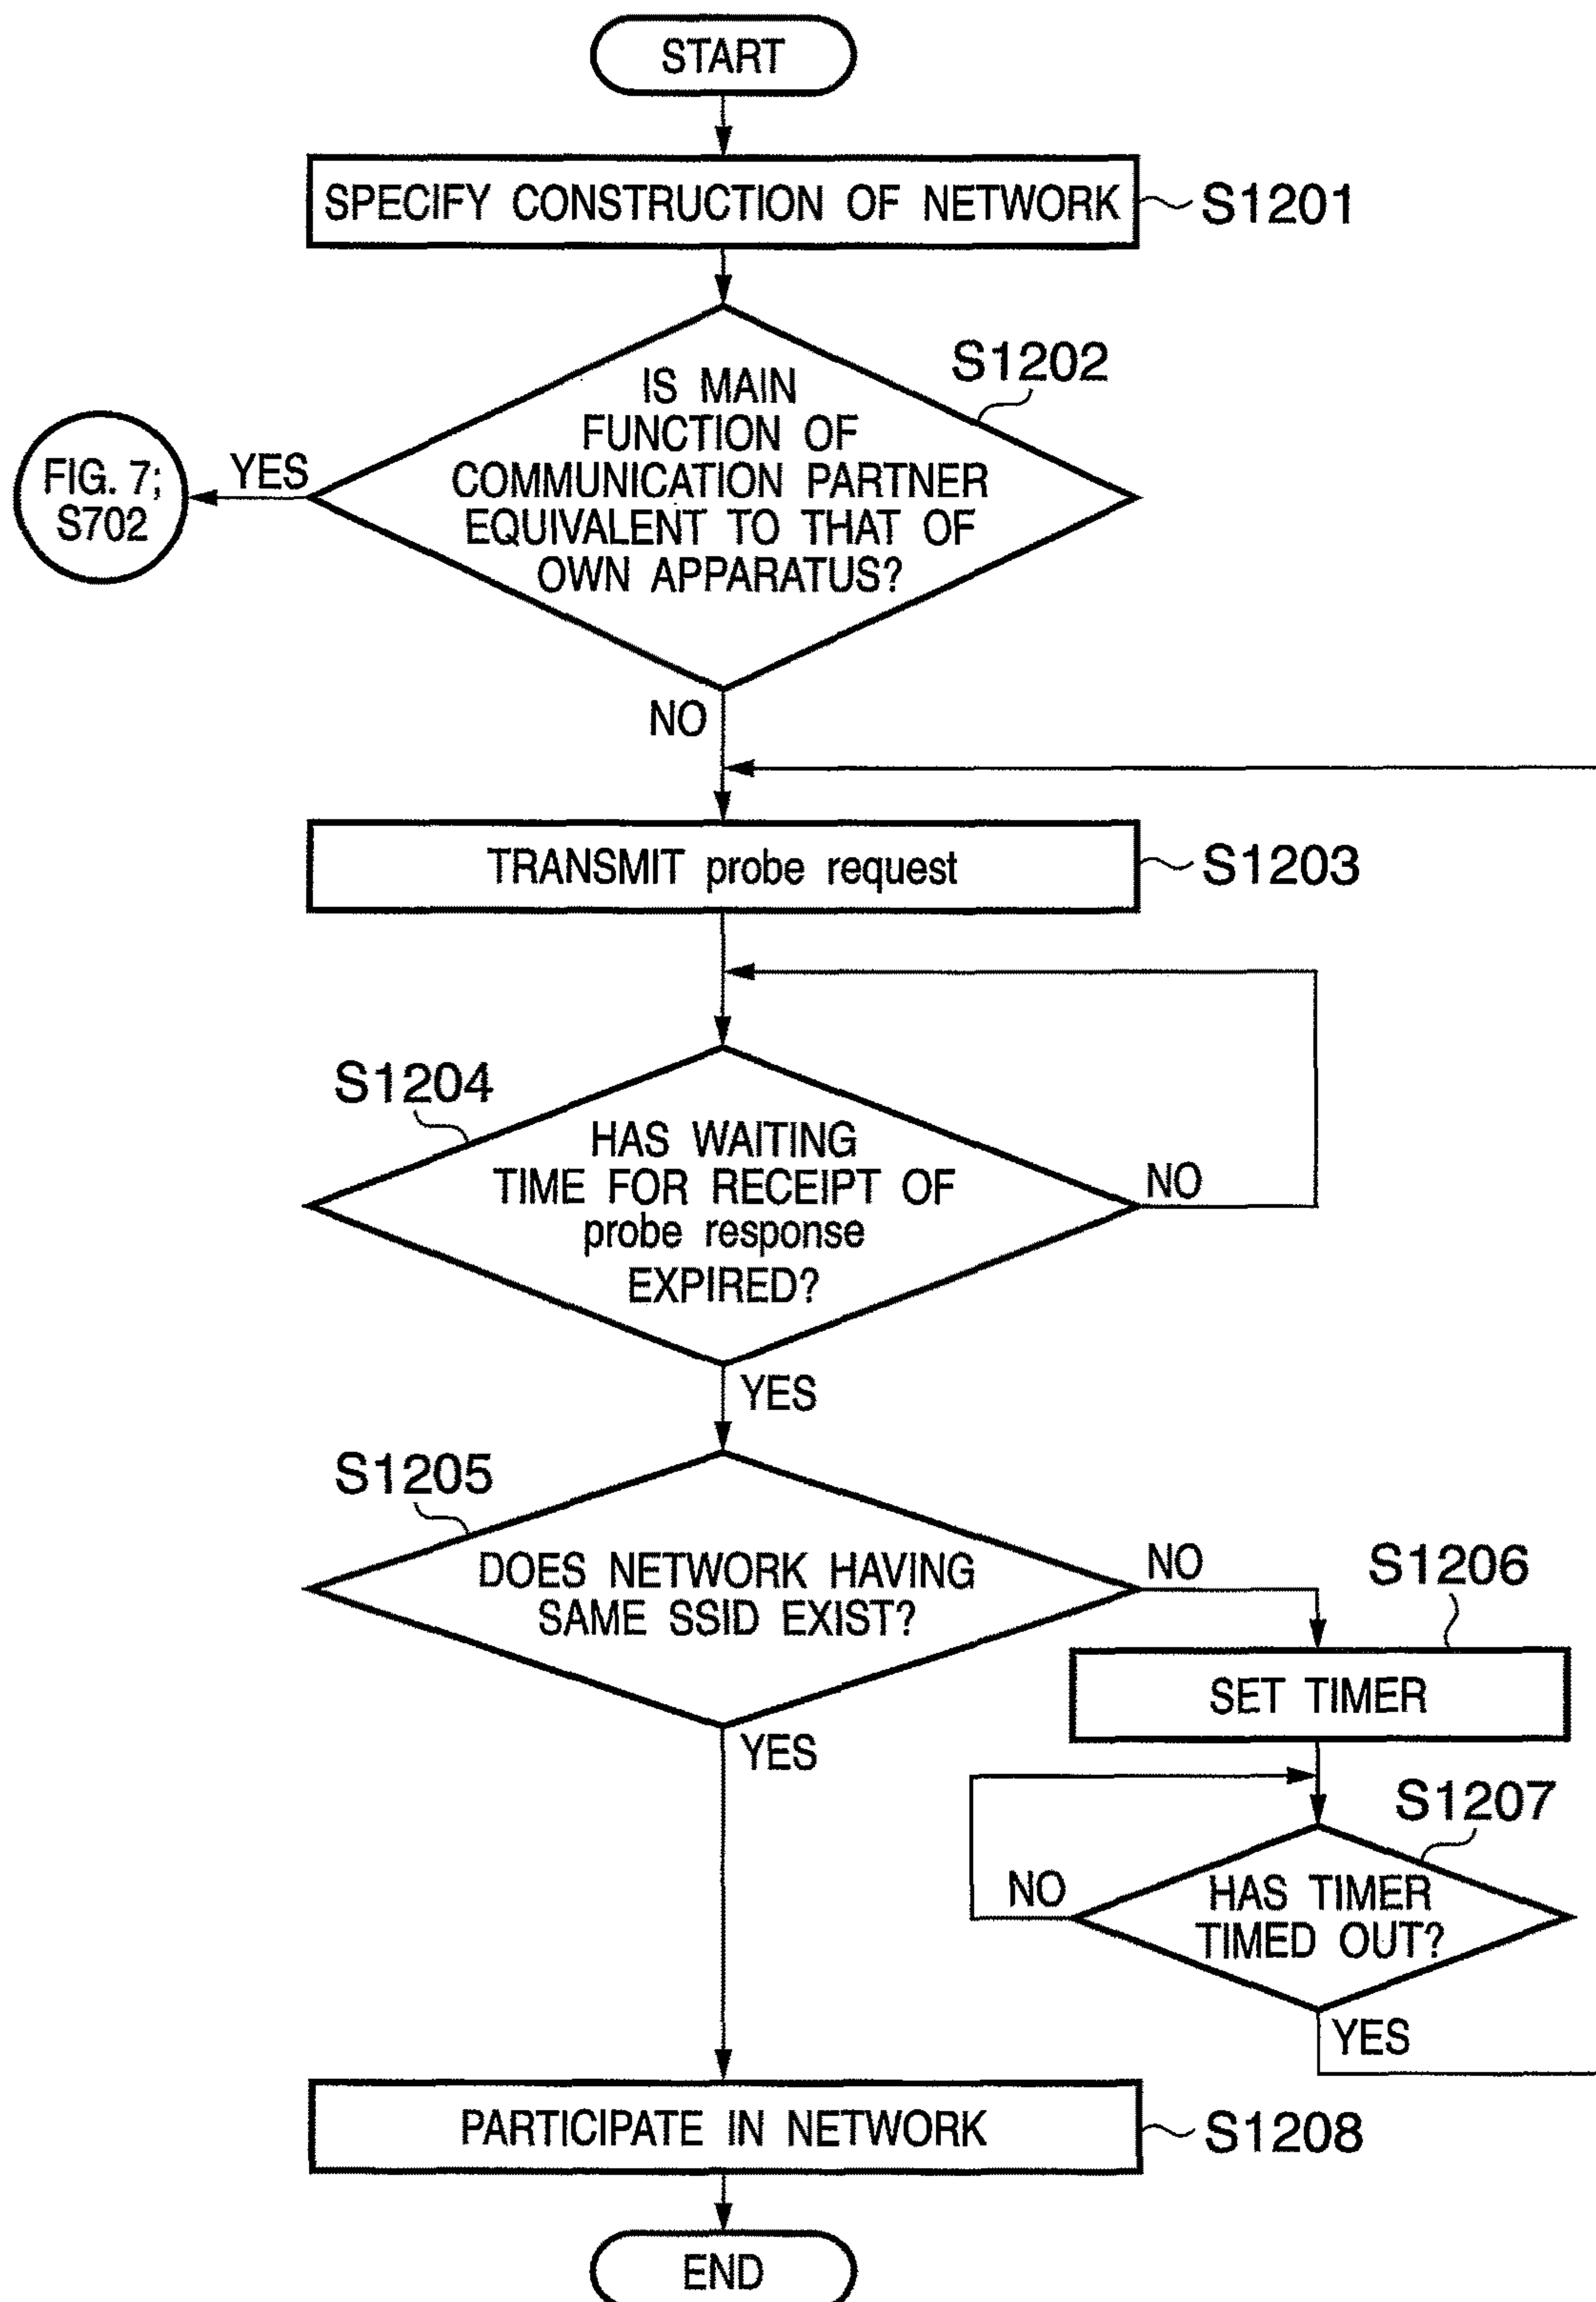 START
SPECIFY CONSTRUCTION OF NETWORK
S1201
S1202
IS MAIN
FUNCTION OF
COMMUNICATION PARTNER
EQUIVALENT TO THAT OF
OWN APPARATUS?
YES
FIG. 7;
S702
NO
TRANSMIT probe request
S1203
S1204
HAS WAITING
TIME FOR RECEIPT OF
probe response
EXPIRED?
NO
YES
S1205
DOES NETWORK HAVING
SAME SSID EXIST?
NO
S1206
SET TIMER
YES
S1207
HAS TIMER
TIMED OUT?
NO
YES
PARTICIPATE IN NETWORK
S1208
END